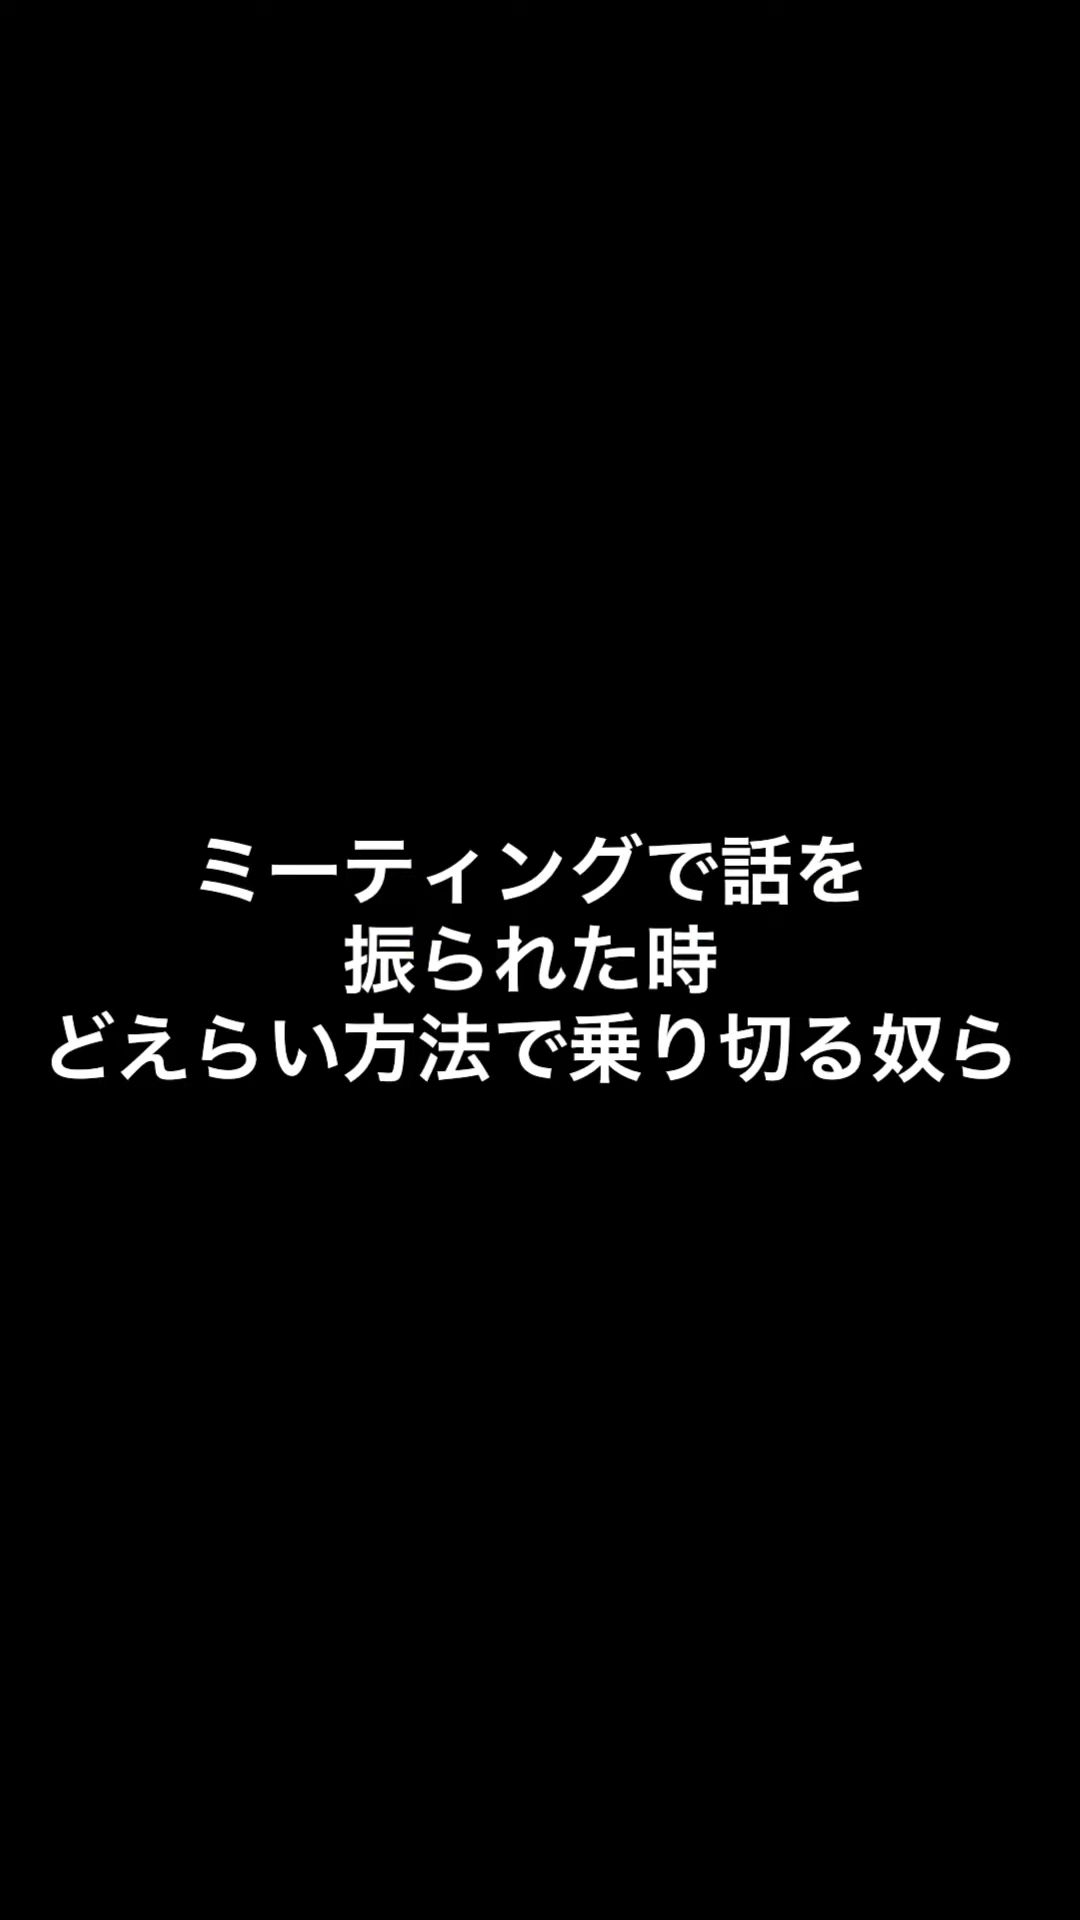 ミーティングで話を
振られた時
どえらい方法で乗り切る奴ら